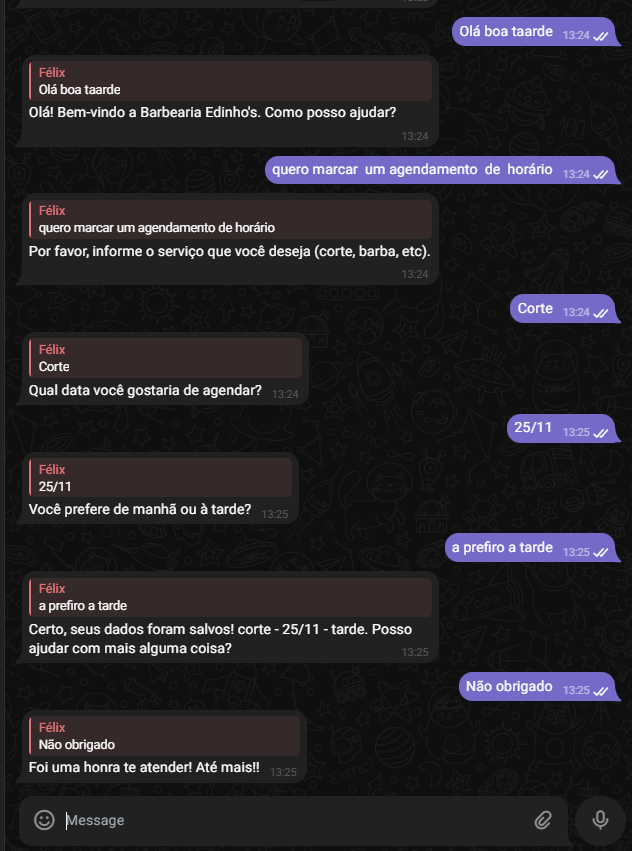 Olá boa taarde 13:24
Félix
Olá boa taarde
Olá! Bem-vindo a Barbearia Edinho's. Como posso ajudar?
13:24
quero marcar um agendamento de horário 13:24
Félix
quero marcar um agendamento de horário
Por favor, informe o serviço que você deseja (corte, barba, etc).
13:24
Corte 13:24
Félix
Corte
Qual data você gostaria de agendar? 13:24
25/11 13:25
Félix
25/11
Você prefere de manhã ou à tarde? 13:25
a prefiro a tarde 13:25
Félix
a prefiro a tarde
Certo, seus dados foram salvos! corte - 25/11 - tarde. Posso
ajudar com mais alguma coisa? 13:25
Não obrigado 13:25
Félix
Não obrigado
Foi uma honra te atender! Até mais!! 13:25
Message